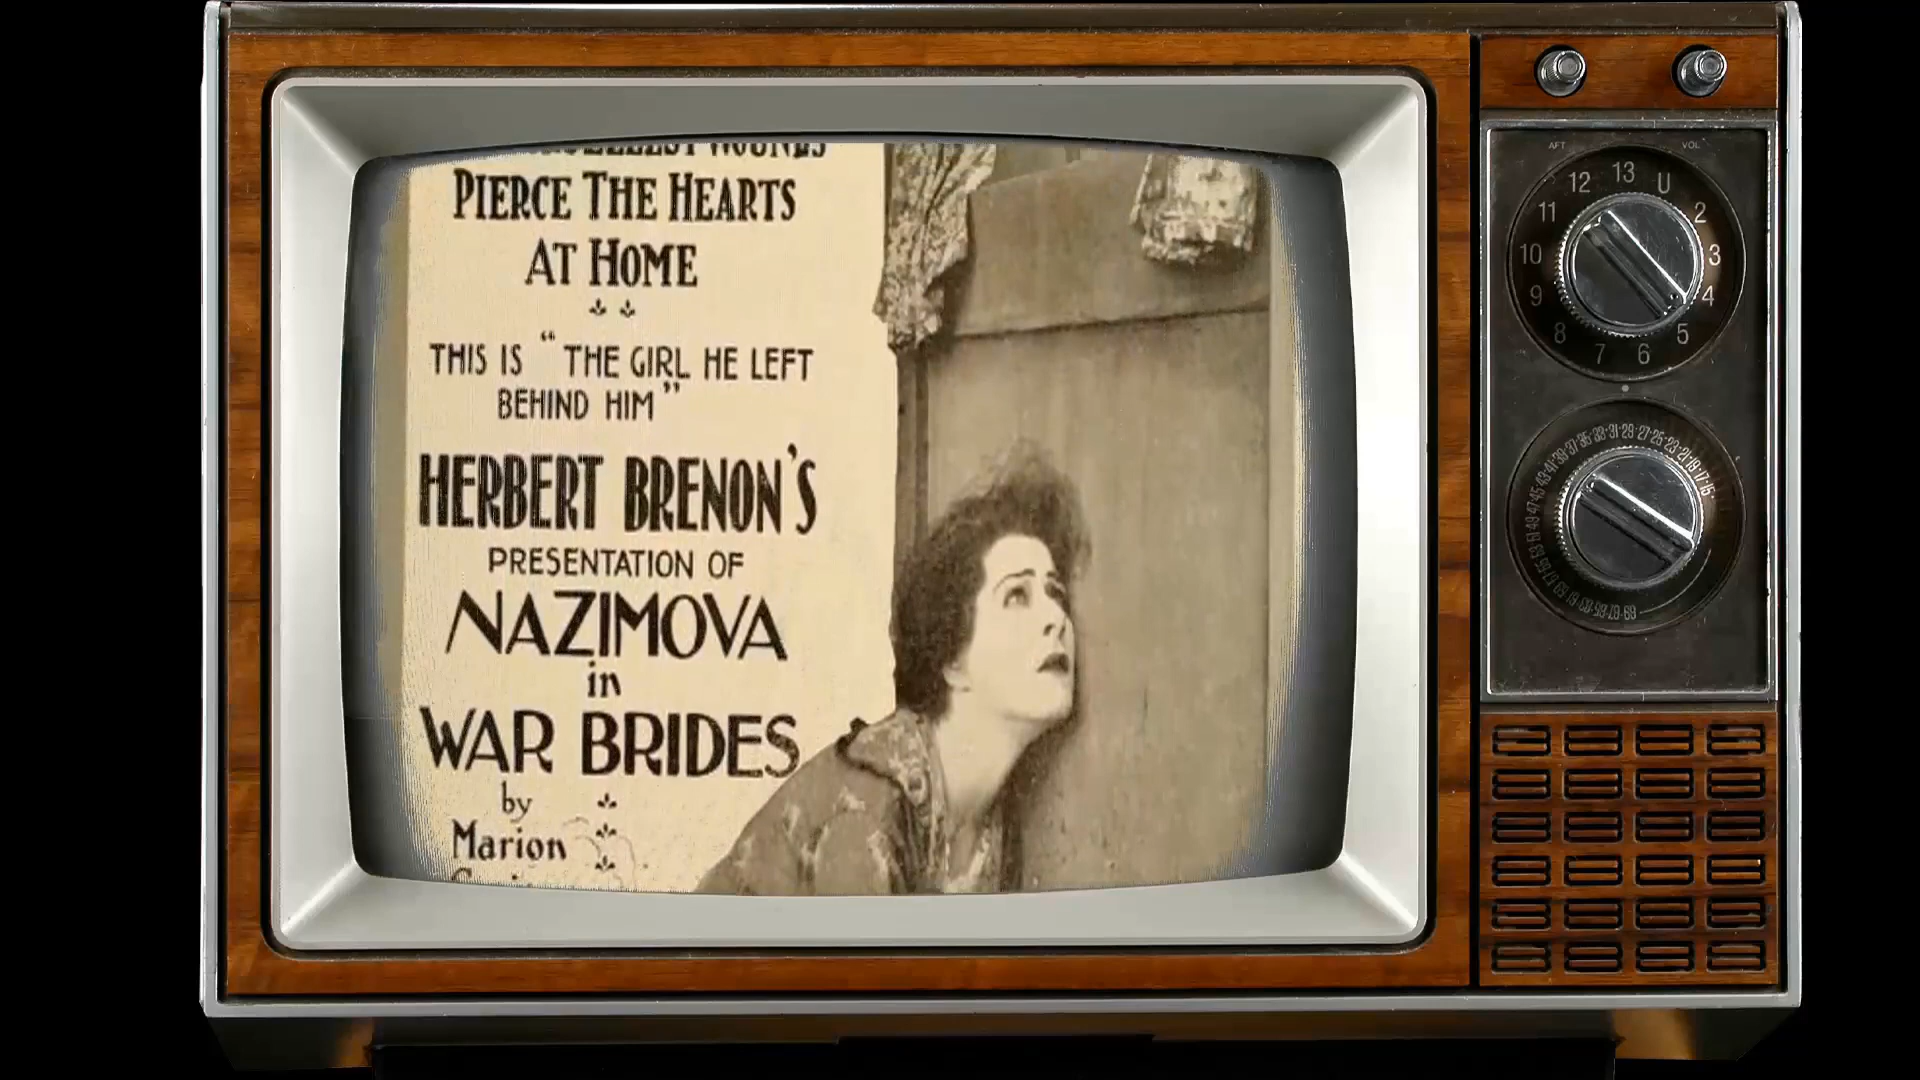 WOUNDS
PIERCE THE HEARTS
AT HOME
THIS IS "THE GIRL HE LEFT
BEHIND HIM"
HERBERT BRENON'S
PRESENTATION OF
NAZIMOVA
in
WAR BRIDES
by
Marion
AFT VOL
13
12 U
11 2
10 3
9 4
8 5
7 6